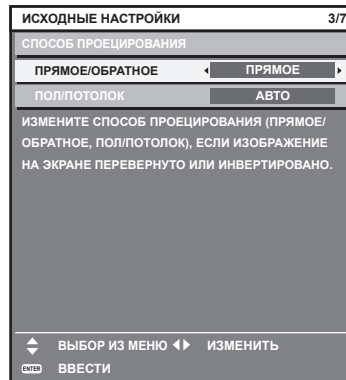 ИСХОДНЫЕ НАСТРОЙКИ 3/7
СПОСОБ ПРОЕЦИРОВАНИЯ
ПРЯМОЕ/ОБРАТНОЕ ПРЯМОЕ
ПОЛ/ПОТОЛОК АВТО
ИЗМЕНИТЕ СПОСОБ ПРОЕЦИРОВАНИЯ (ПРЯМОЕ/
ОБРАТНОЕ, ПОЛ/ПОТОЛОК), ЕСЛИ ИЗОБРАЖЕНИЕ
НА ЭКРАНЕ ПЕРЕВЕРНУТО ИЛИ ИНВЕРТИРОВАНО.
ВЫБОР ИЗ МЕНЮ ИЗМЕНИТЬ
ENTER ВВЕСТИ